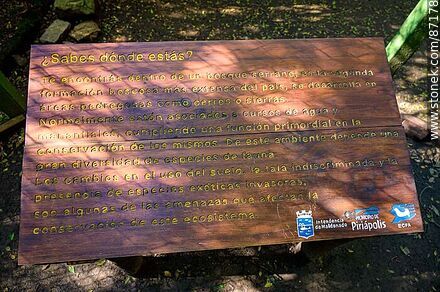 ¿Sabes dónde estás?
Te encontrás dentro de un bosque serrano, la segunda
formación boscosa más extensa del país. Se desarrolla en
áreas pedregosas como cerros o sierras.
Normalmente están asociados a cursos de agua y
manantiales, cumpliendo una función primordial en la
conservación de los mismos. De este ambiente depende una
gran diversidad de especies de fauna.
Los cambios en el uso del suelo, la tala indiscriminada y la
presencia de especies exóticas invasoras,
son algunas de las amenazas que afectan la
conservación de este ecosistema.
Intendencia
de Maldonado
MUNICIPIO DE
Piriápolis
ECFA
www.stonek.com/87178